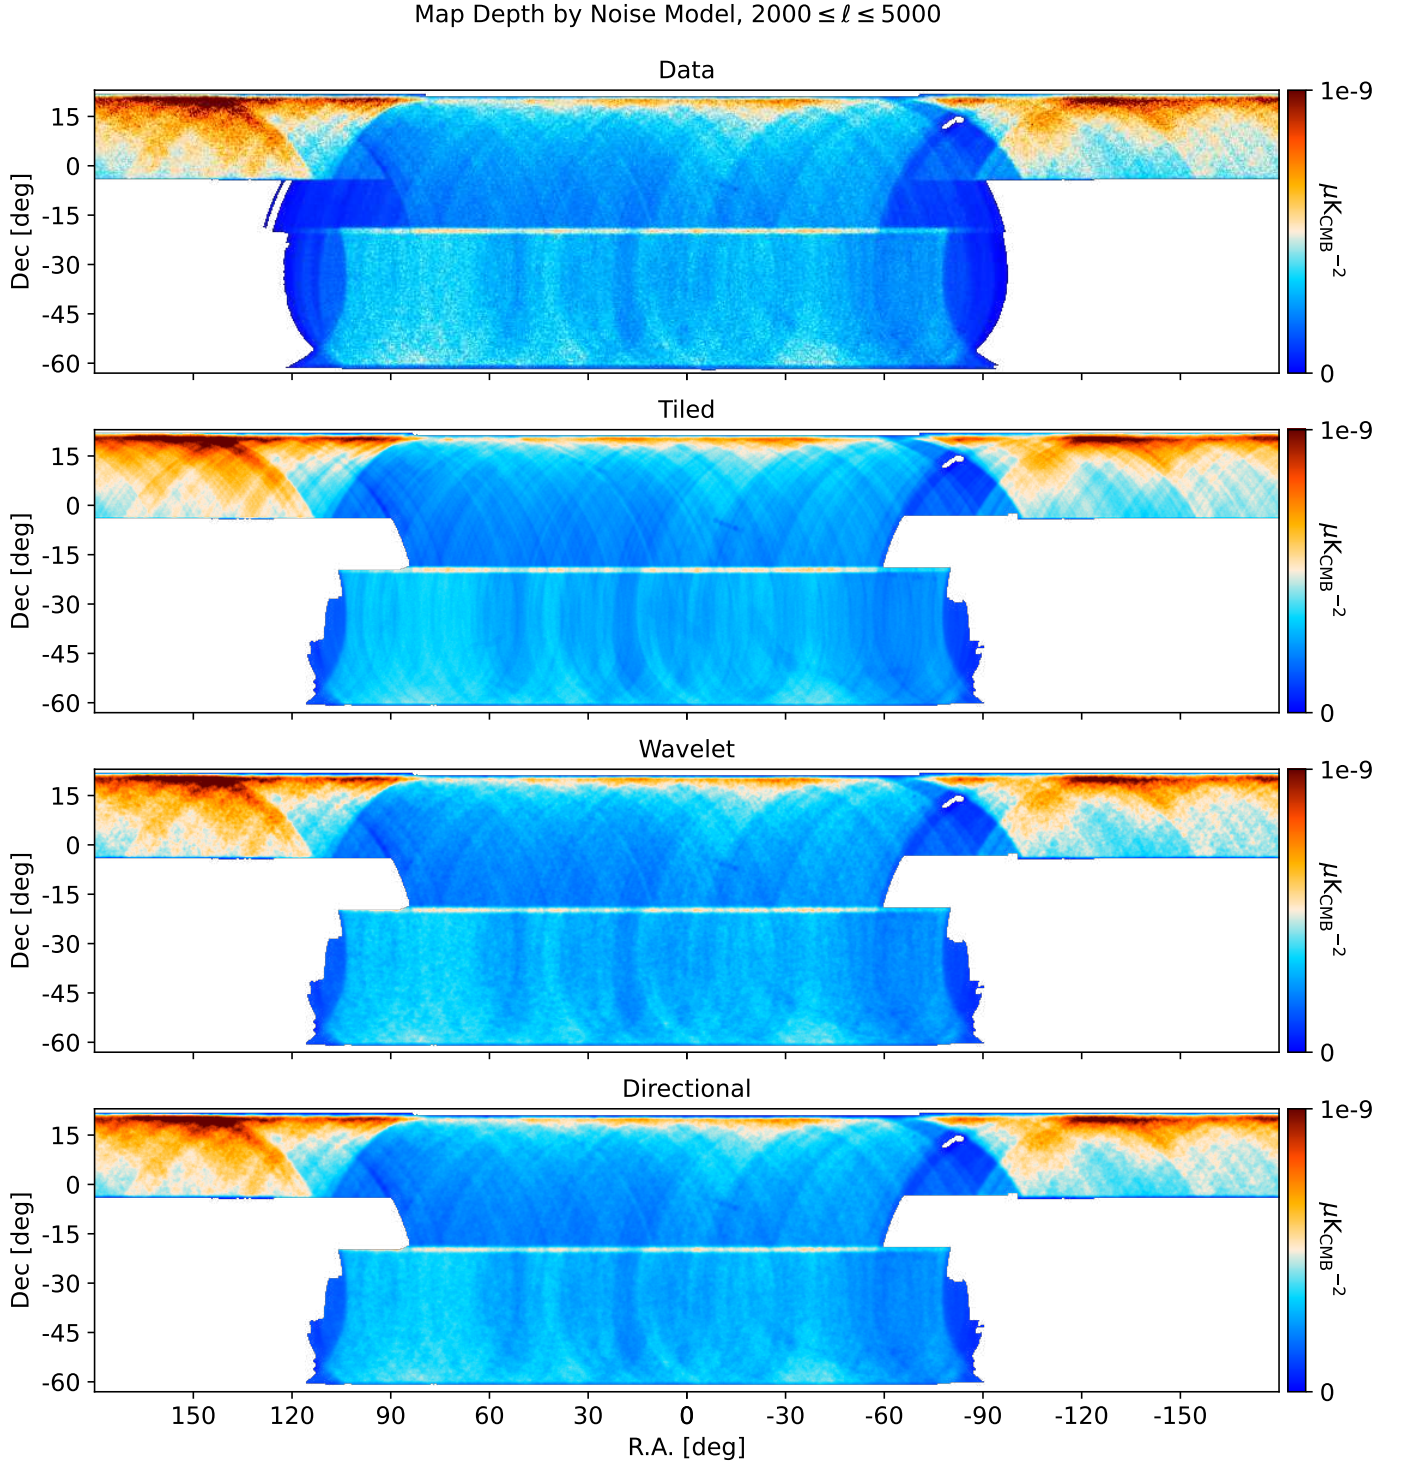 Map Depth by Noise Model, 2000 ≤ ℓ ≤ 5000
Data
15
0
-15
-30
-45
-60
Dec [deg]
1e-9
0
μK_CMB^−2
Tiled
15
0
-15
-30
-45
-60
Dec [deg]
1e-9
0
μK_CMB^−2
Wavelet
15
0
-15
-30
-45
-60
Dec [deg]
1e-9
0
μK_CMB^−2
Directional
15
0
-15
-30
-45
-60
Dec [deg]
1e-9
0
μK_CMB^−2
150 120 90 60 30 0 -30 -60 -90 -120 -150
R.A. [deg]